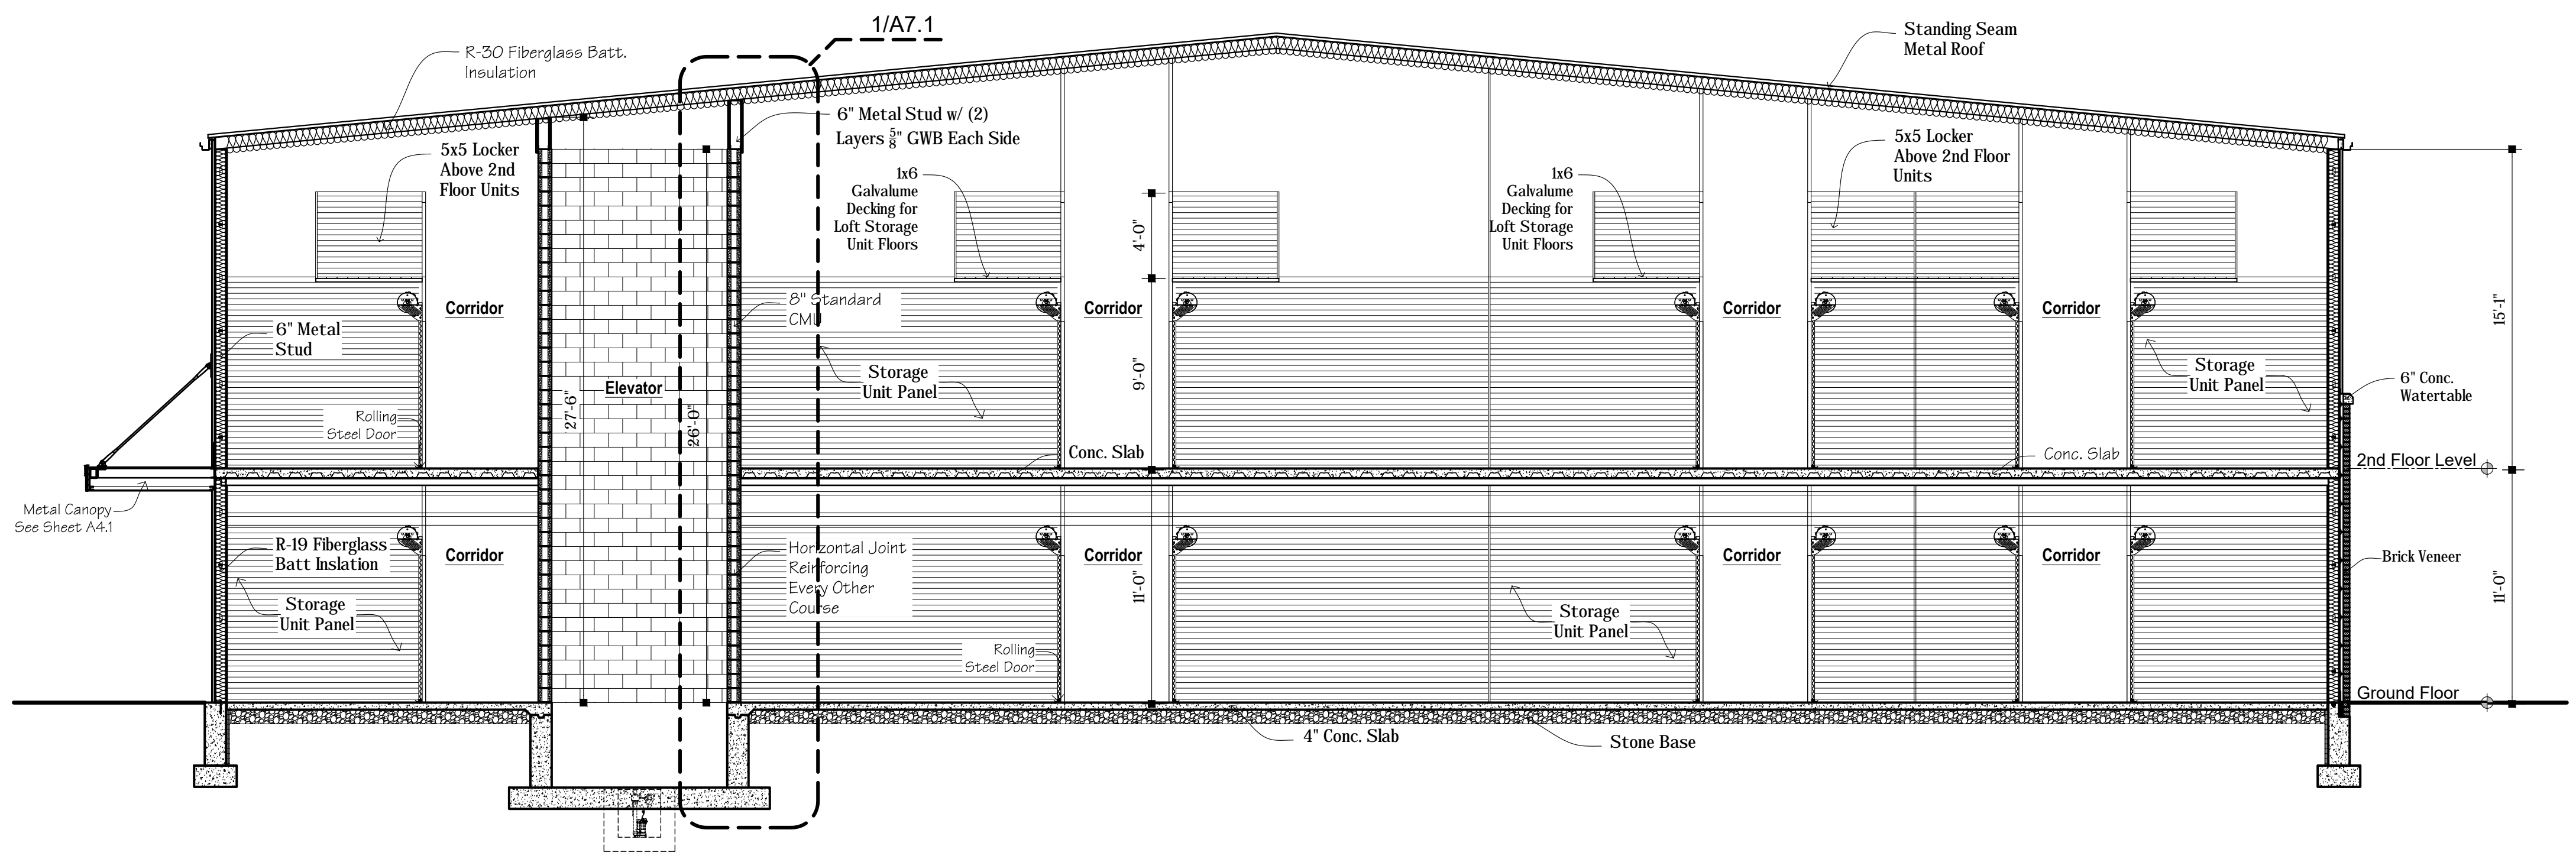 1/A7.1
R-30 Fiberglass Batt.
Insulation
Standing Seam
Metal Roof
6" Metal Stud w/ (2)
Layers 5/8" GWB Each Side
5x5 Locker
Above 2nd
Floor Units
1x6
Galvalume
Decking for
Loft Storage
Unit Floors
4'-0"
1x6
Galvalume
Decking for
Loft Storage
Unit Floors
5x5 Locker
Above 2nd Floor
Units
Corridor
8" Standard
CMU
Corridor
Corridor
Corridor
15'-1"
6" Metal
Stud
Elevator
27'-6"
26'-0"
Storage
Unit Panel
9'-0"
Storage
Unit Panel
6" Conc.
Watertable
Rolling
Steel Door
Conc. Slab
Conc. Slab
2nd Floor Level
Metal Canopy
See Sheet A4.1
R-19 Fiberglass
Batt Inslation
Corridor
Horizontal Joint
Reinforcing
Every Other
Course
Corridor
11'-0"
Corridor
Corridor
Brick Veneer
11'-0"
Storage
Unit Panel
Storage
Unit Panel
Rolling
Steel Door
Ground Floor
4" Conc. Slab
Stone Base